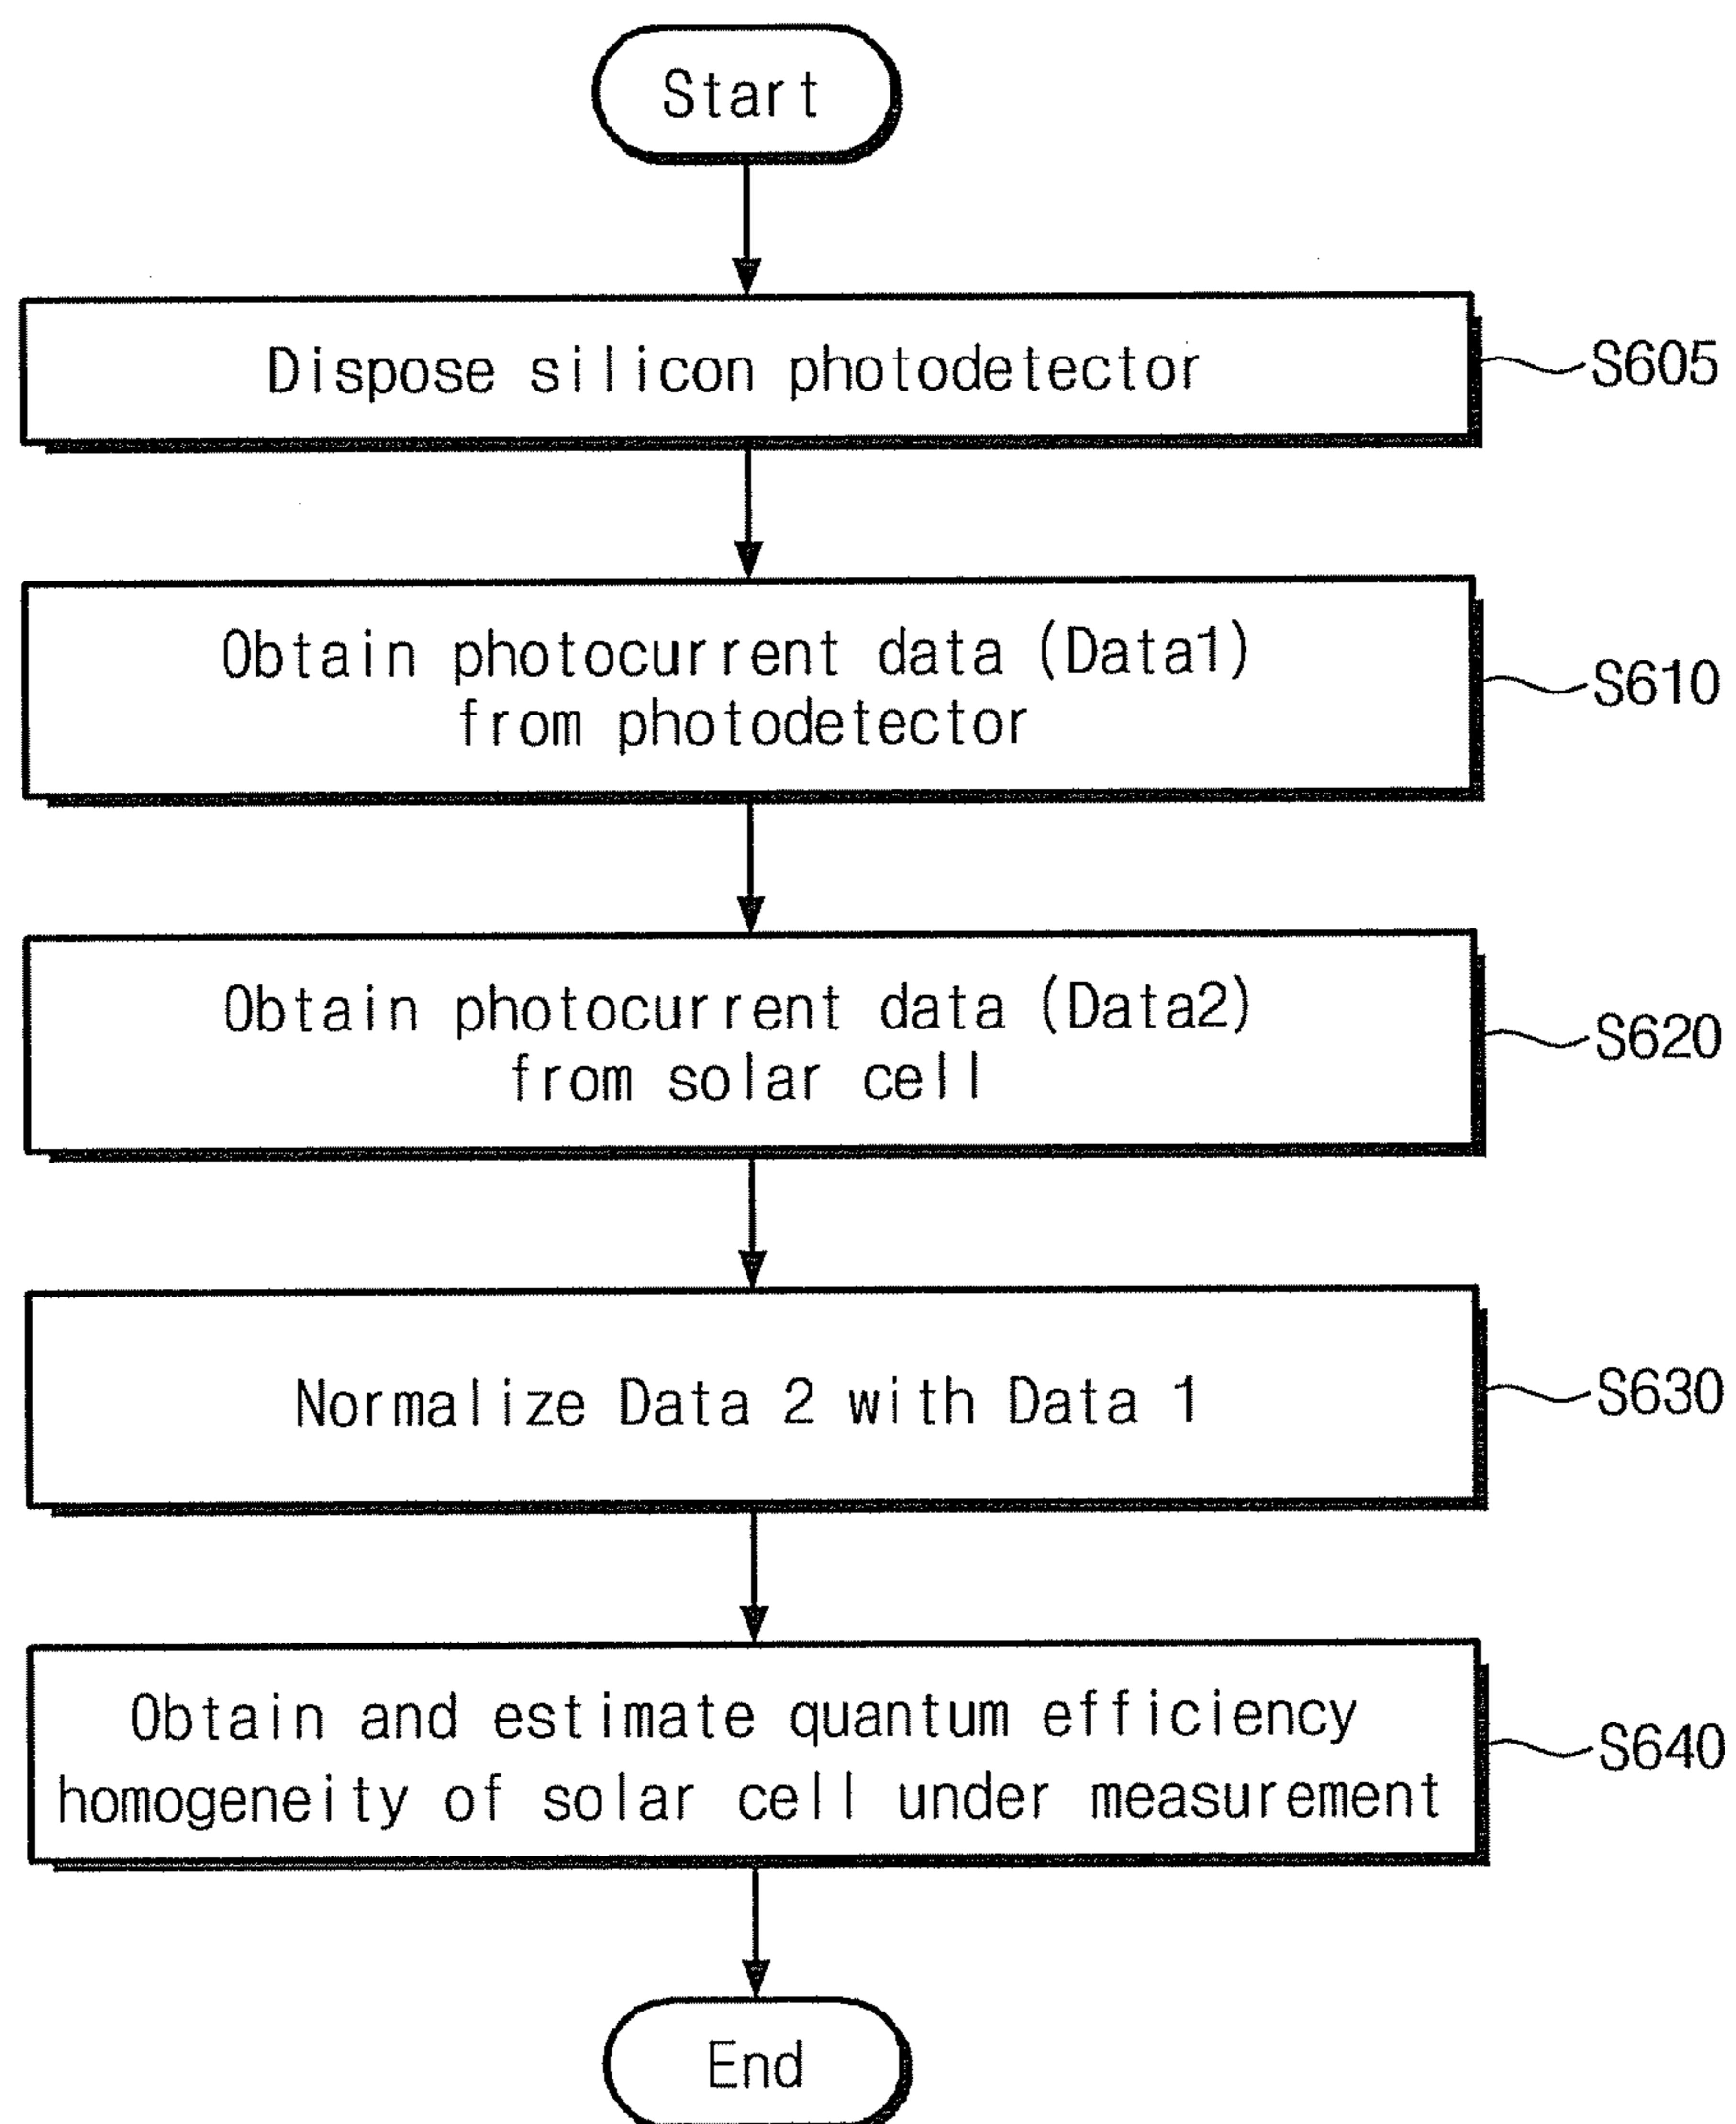 Start
Dispose silicon photodetector
S605
Obtain photocurrent data (Data1)
from photodetector
S610
Obtain photocurrent data (Data2)
from solar cell
S620
Normalize Data 2 with Data 1
S630
Obtain and estimate quantum efficiency
homogeneity of solar cell under measurement
S640
End